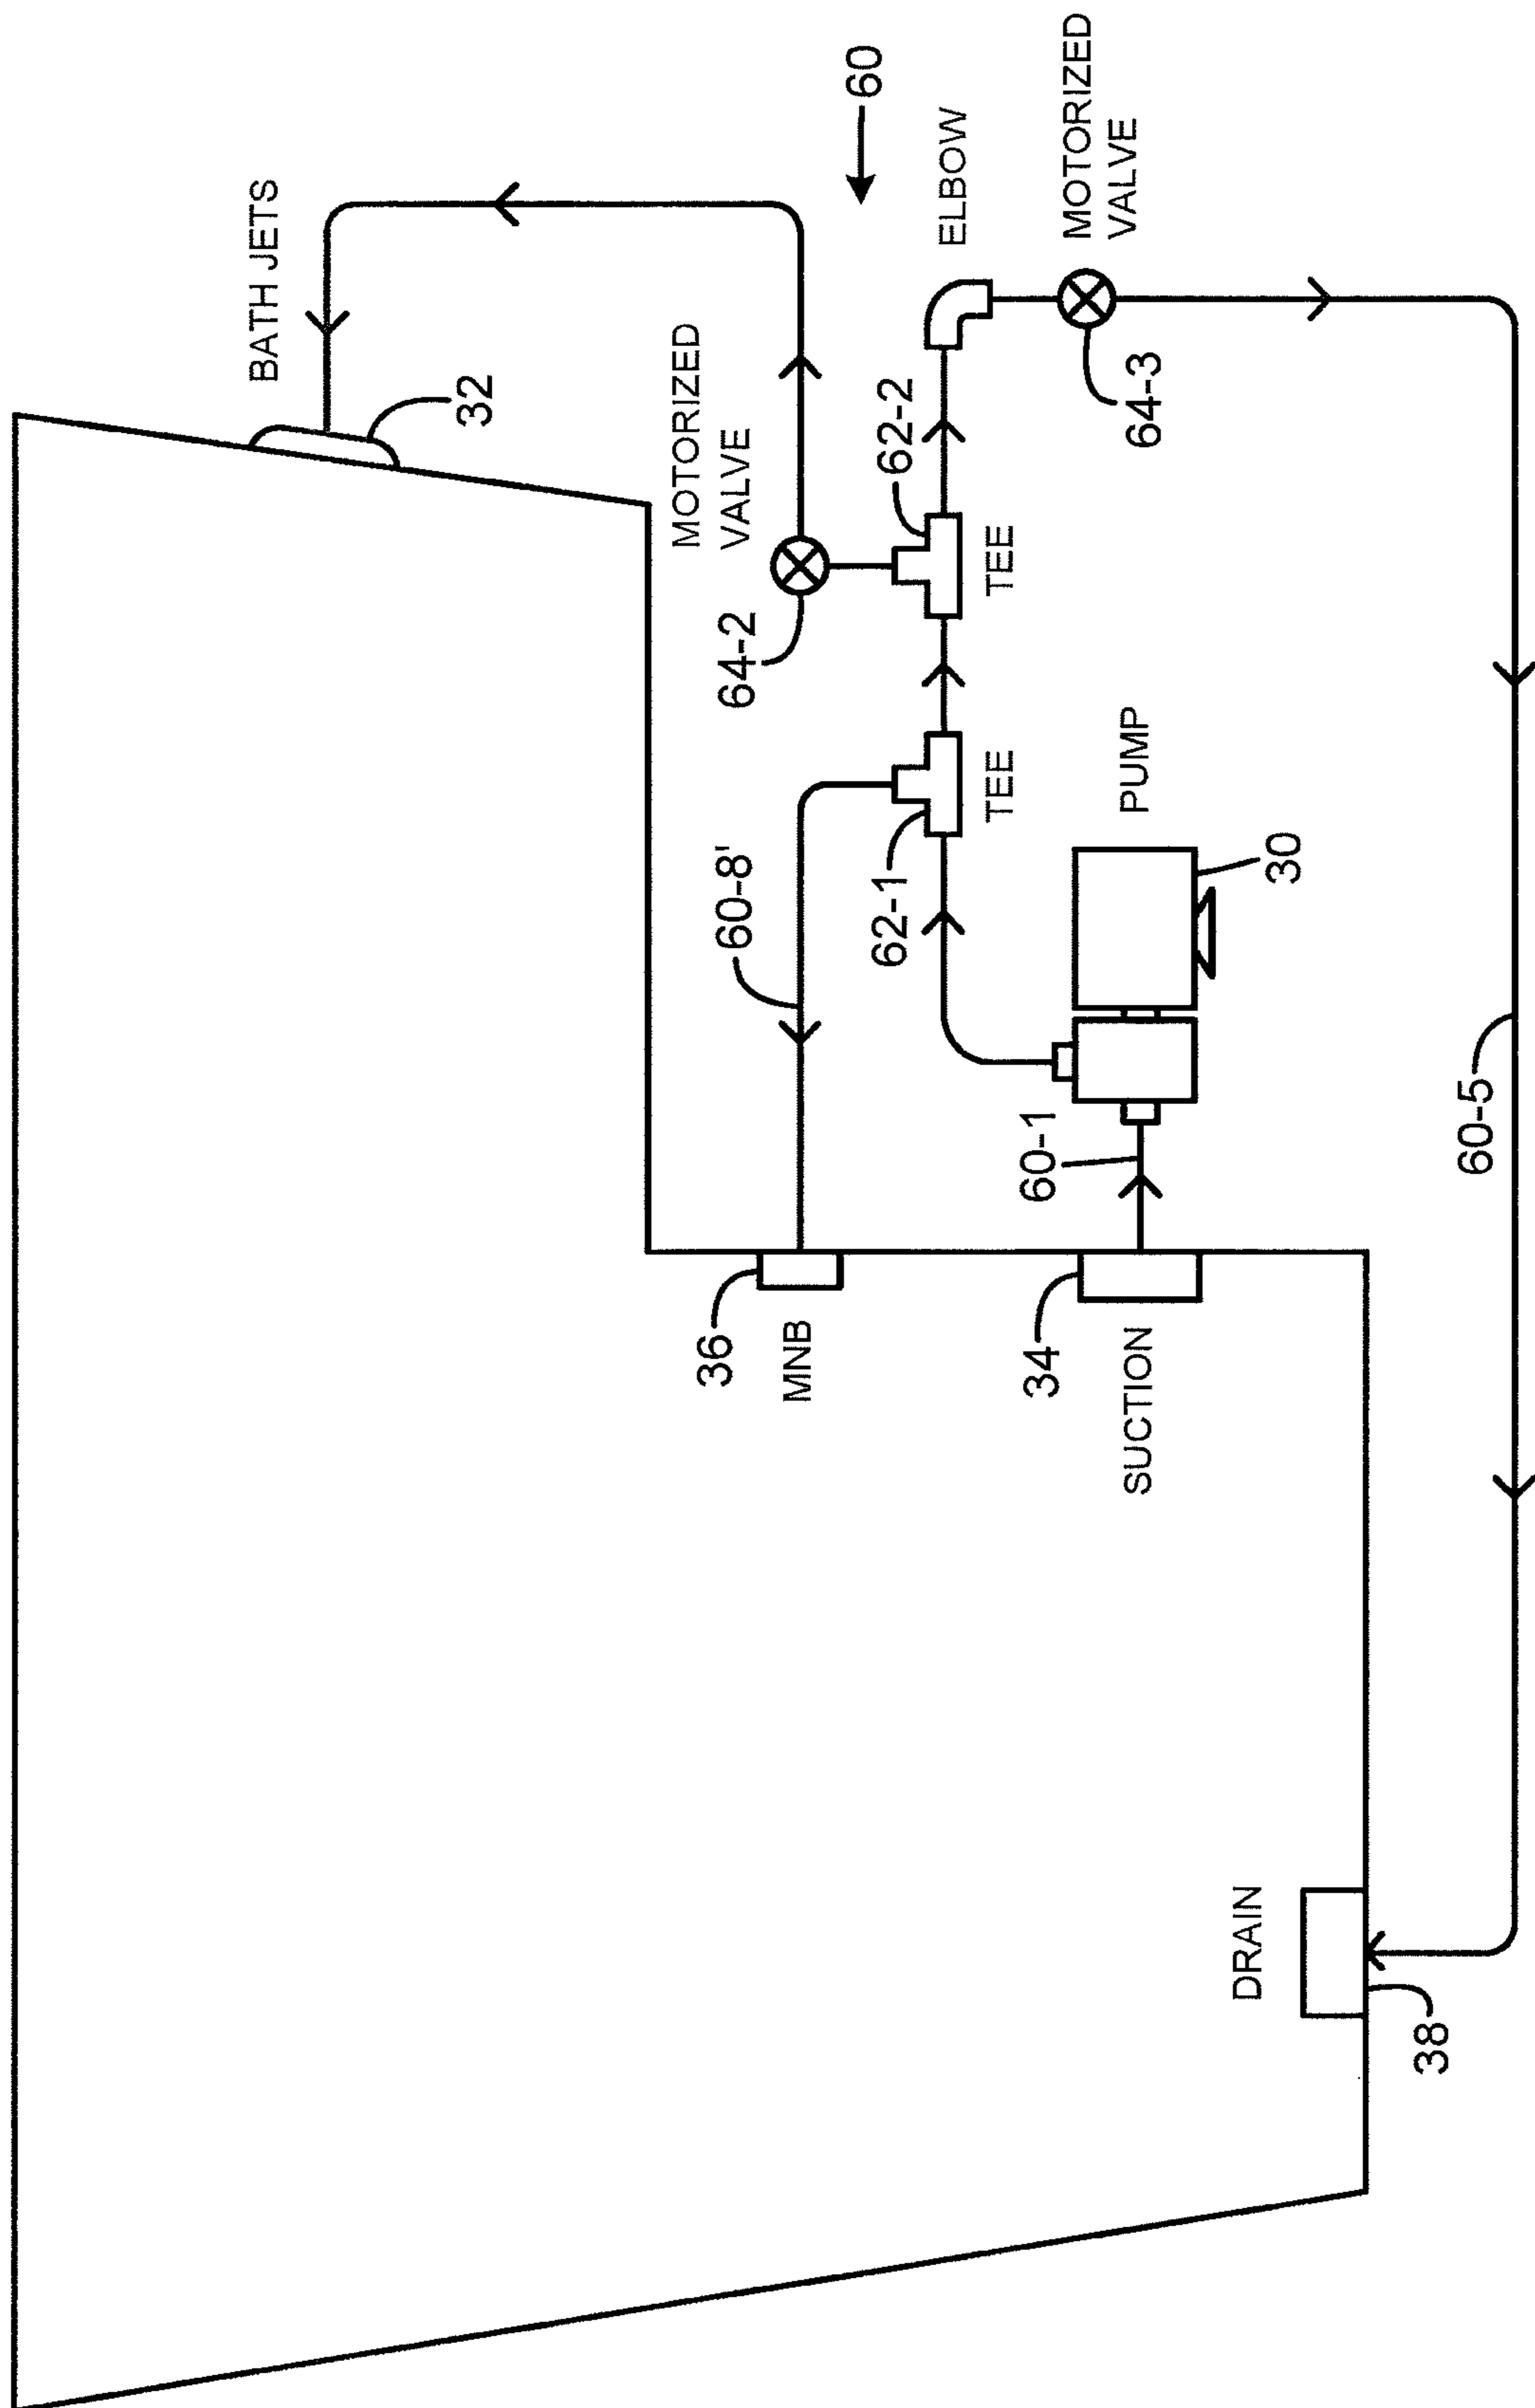 BATH JETS
32
MOTORIZED
VALVE
64-2
60
ELBOW
MOTORIZED
VALVE
64-3
62-2
TEE
60-8'
62-1
TEE
PUMP
30
36
MNB
60-1
34
SUCTION
60-5
DRAIN
38